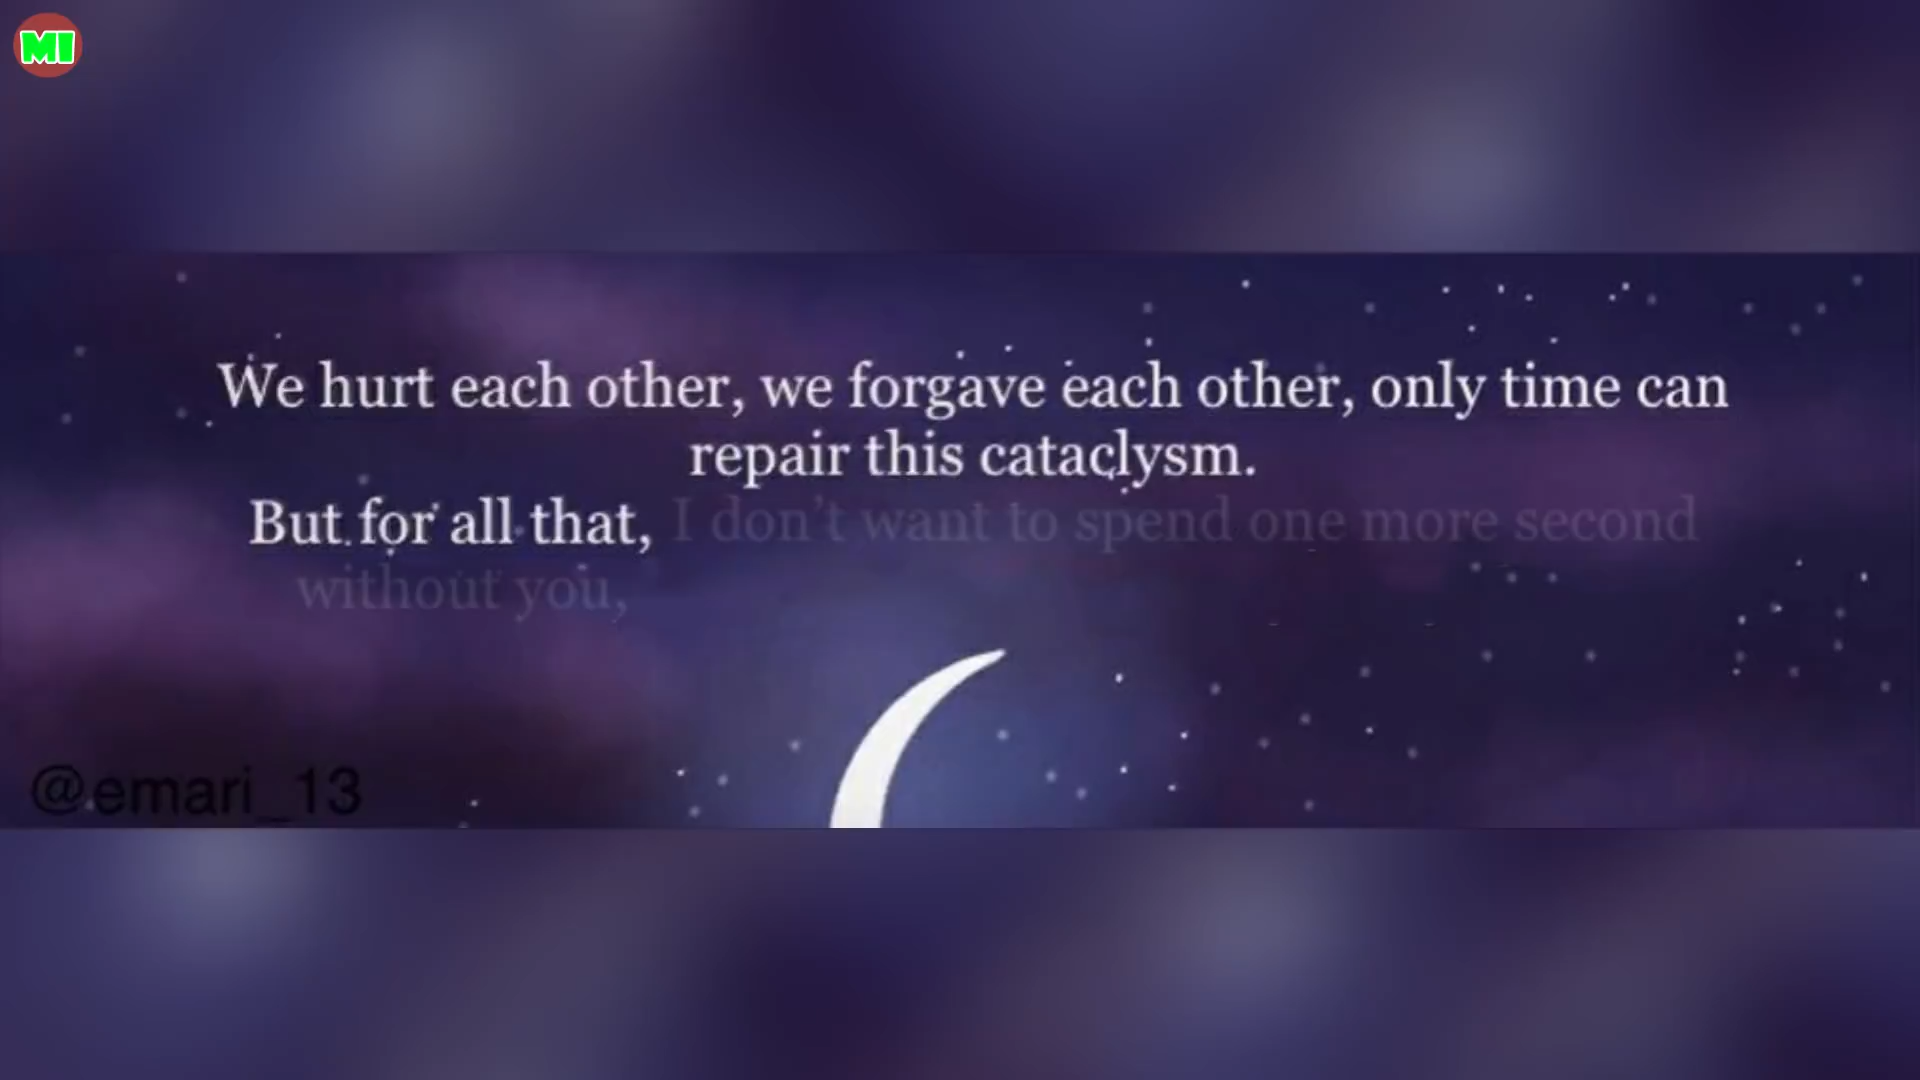 MI
We hurt each other, we forgave each other, only time can
repair this cataclysm.
But for all that, I don't want to spend one more second
without you,
@emari_13